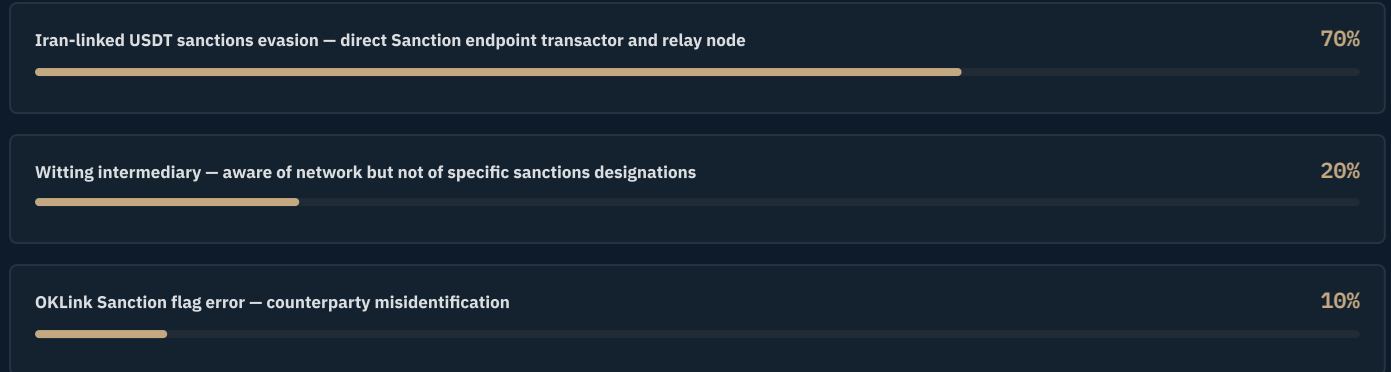 Iran-linked USDT sanctions evasion — direct Sanction endpoint transactor and relay node 70%
Witting intermediary — aware of network but not of specific sanctions designations 20%
OKLink Sanction flag error — counterparty misidentification 10%